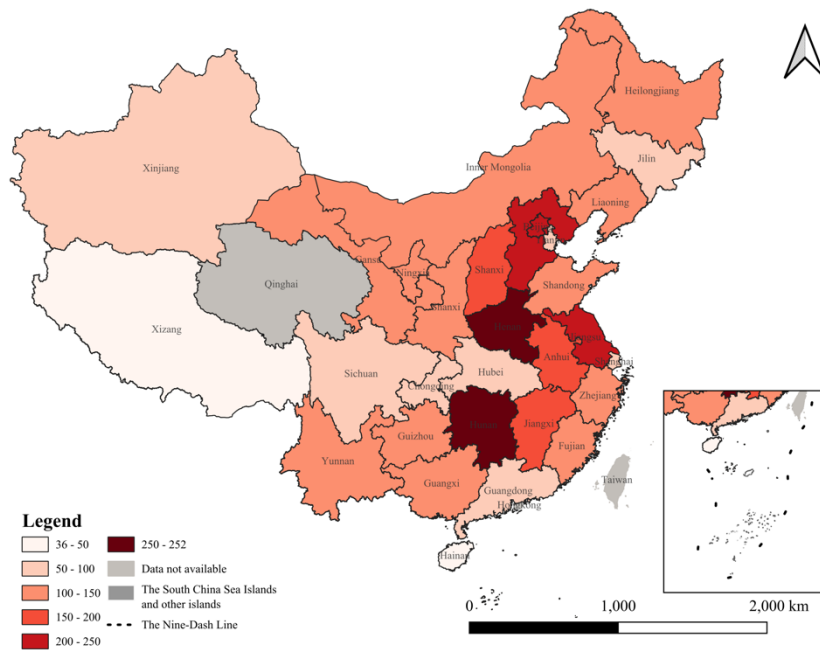 Heilongjiang
Jilin
Inner Mongolia
Xinjiang
Liaoning
Gansu
Ningxia
Shanxi
Shandong
Qinghai
Shanxi
Henan
Xizang
Anhui
Shanghai
Sichuan
Hubei
Chongqing
Zhejiang
Hunan
Jiangxi
Guizhou
Fujian
Yunnan
Guangxi
Guangdong
Taiwan
Hongkong
Hainan
Legend
36 - 50
50 - 100
100 - 150
150 - 200
200 - 250
250 - 252
Data not available
The South China Sea Islands
and other islands
The Nine-Dash Line
0 1,000 2,000 km